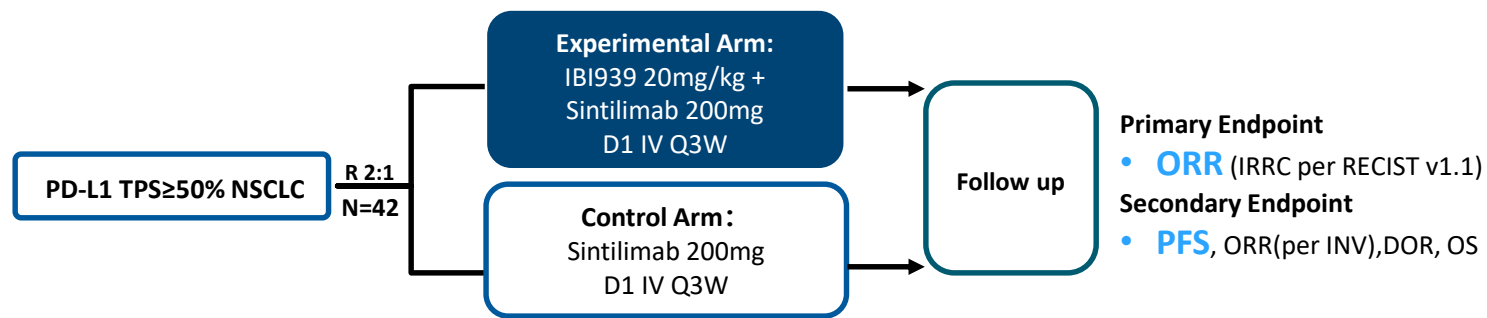 PD-L1 TPS≥50% NSCLC
R 2:1
N=42
Experimental Arm:
IBI939 20mg/kg +
Sintilimab 200mg
D1 IV Q3W
Control Arm：
Sintilimab 200mg
D1 IV Q3W
Follow up
Primary Endpoint
• ORR (IRRC per RECIST v1.1)
Secondary Endpoint
• PFS, ORR(per INV),DOR, OS